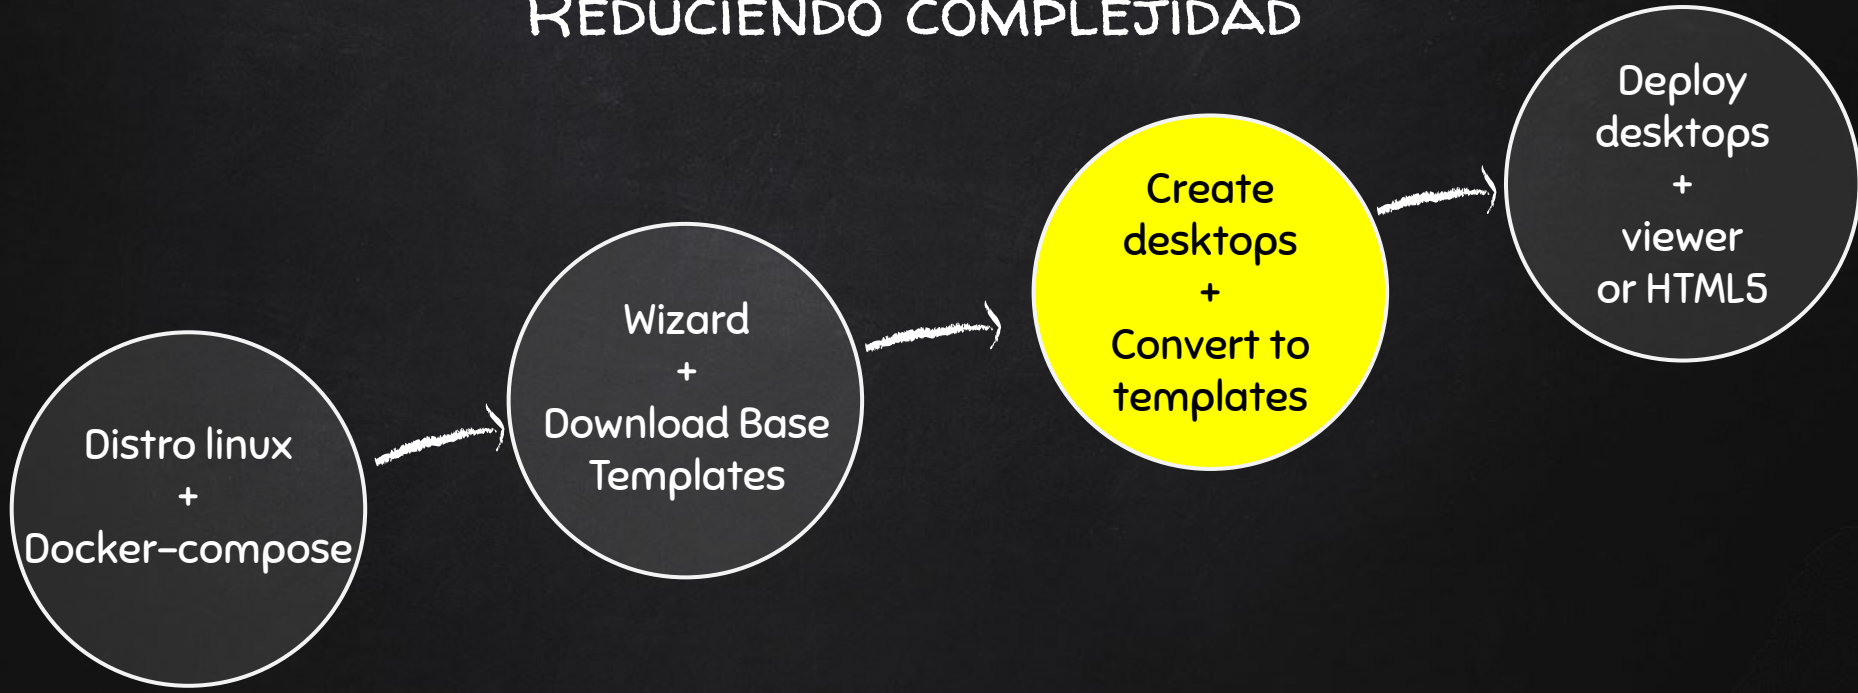 Reduciendo complejidad
Distro linux
+
Docker-compose
Wizard
+
Download Base
Templates
Create
desktops
+
Convert to
templates
Deploy
desktops
+
viewer
or HTML5